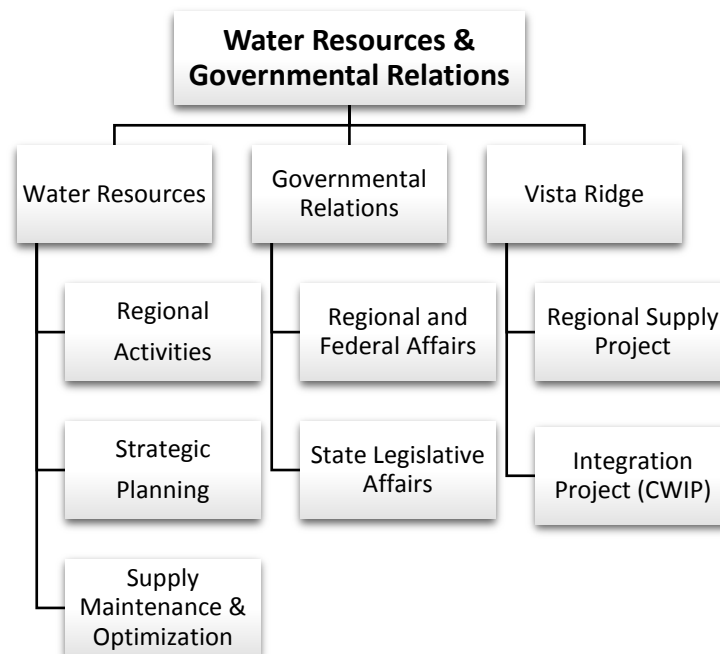 Water Resources &
Governmental Relations
Water Resources
Governmental
Relations
Vista Ridge
Regional
Activities
Regional and
Federal Affairs
Regional Supply
Project
Strategic
Planning
State Legislative
Affairs
Integration
Project (CWIP)
Supply
Maintenance &
Optimization